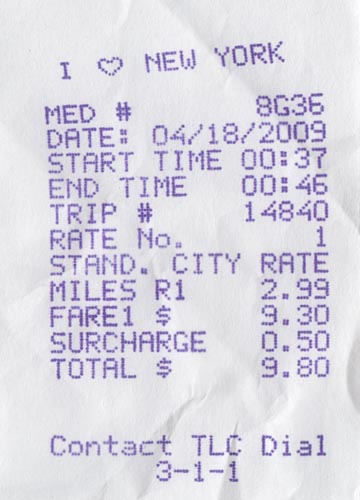 I ♡ NEW YORK
MED # 8G36
DATE: 04/18/2009
START TIME 00:37
END TIME 00:46
TRIP # 14840
RATE No. 1
STAND. CITY RATE
MILES R1 2.99
FARE1 $ 9.30
SURCHARGE 0.50
TOTAL $ 9.80
Contact TLC Dial
3-1-1